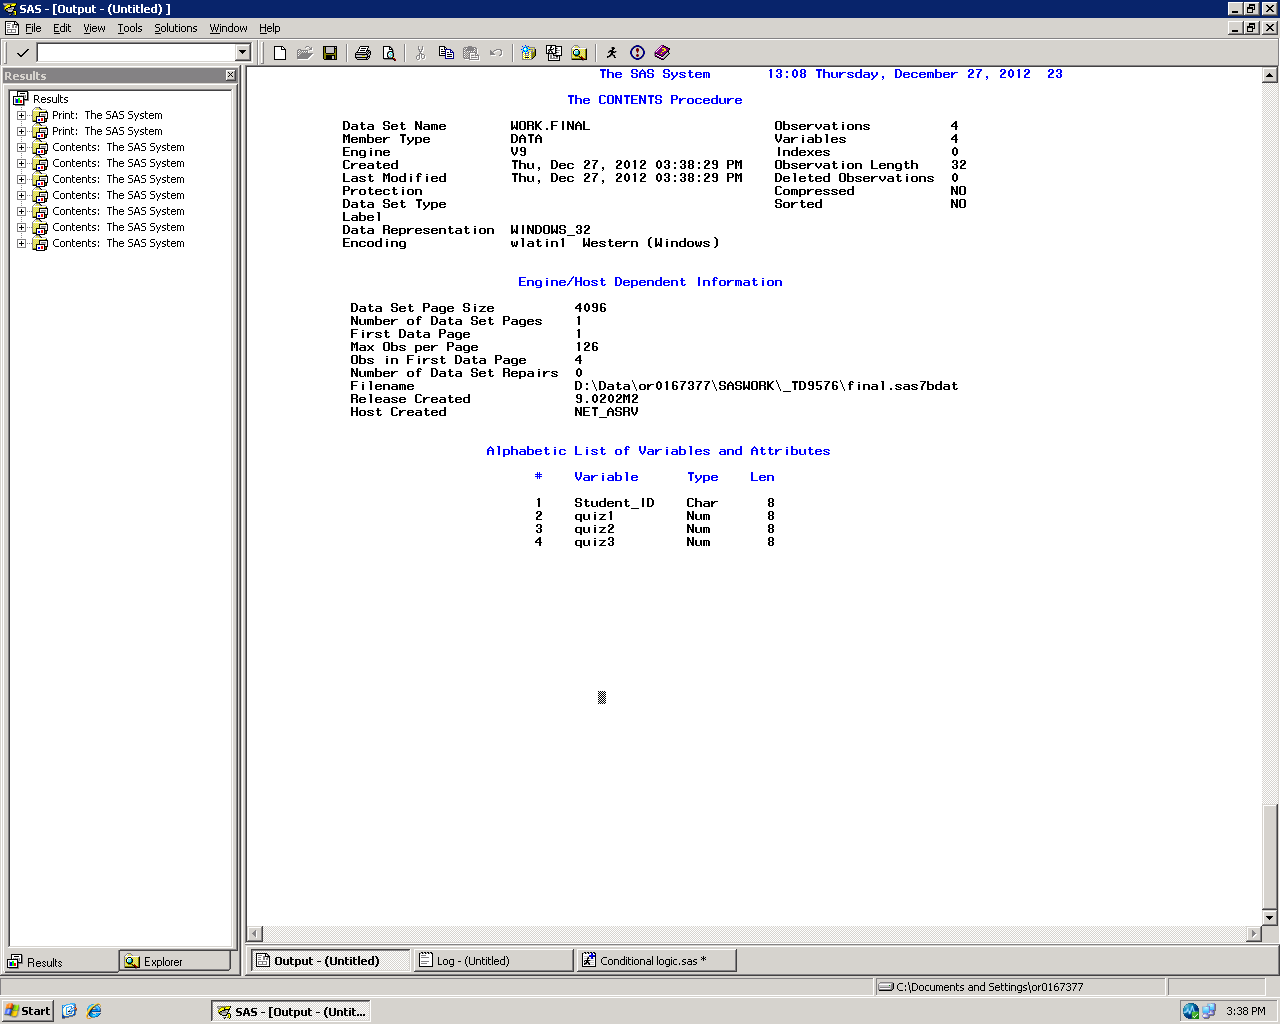 SAS - [Output - (Untitled) ]
File Edit View Tools Solutions Window Help
Results
Results
Print: The SAS System
Print: The SAS System
Contents: The SAS System
Contents: The SAS System
Contents: The SAS System
Contents: The SAS System
Contents: The SAS System
Contents: The SAS System
Contents: The SAS System
The SAS System 13:08 Thursday, December 27, 2012 23
The CONTENTS Procedure
Data Set Name WORK.FINAL Observations 4
Member Type DATA Variables 4
Engine V9 Indexes 0
Created Thu, Dec 27, 2012 03:38:29 PM Observation Length 32
Last Modified Thu, Dec 27, 2012 03:38:29 PM Deleted Observations 0
Protection Compressed NO
Data Set Type Sorted NO
Label
Data Representation WINDOWS_32
Encoding wlatin1 Western (Windows)
Engine/Host Dependent Information
Data Set Page Size 4096
Number of Data Set Pages 1
First Data Page 1
Max Obs per Page 126
Obs in First Data Page 4
Number of Data Set Repairs 0
Filename D:\Data\or0167377\SASWORK\_TD9576\final.sas7bdat
Release Created 9.0202M2
Host Created NET_ASRV
Alphabetic List of Variables and Attributes
# Variable Type Len
1 Student_ID Char 8
2 quiz1 Num 8
3 quiz2 Num 8
4 quiz3 Num 8
Results Explorer
Output - (Untitled) Log - (Untitled) Conditional logic.sas *
C:\Documents and Settings\or0167377
Start SAS - [Output - (Untit... 3:38 PM